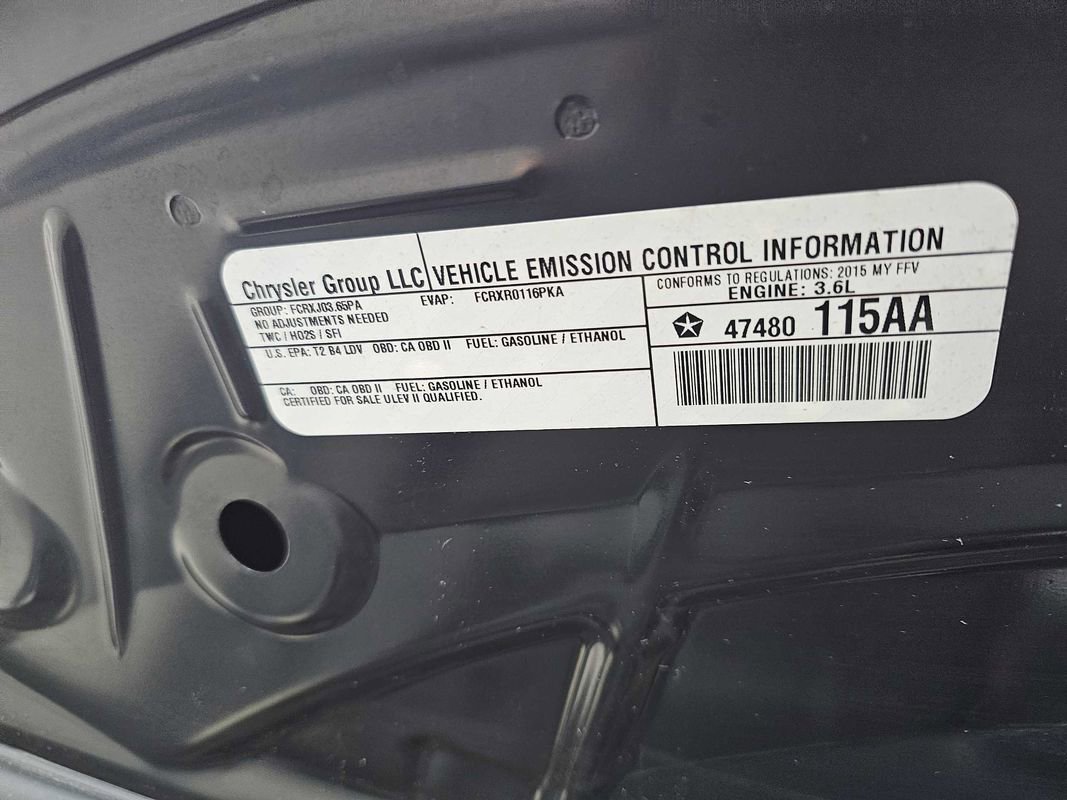 Chrysler Group LLC VEHICLE EMISSION CONTROL INFORMATION
GROUP: FCRXJ03.65PA EVAP: FCRXR0116PKA
NO ADJUSTMENTS NEEDED
TWC / HO2S / SFI
CONFORMS TO REGULATIONS: 2015 MY FFV
ENGINE: 3.6L
U.S. EPA: T2 B4 LDV OBD: CA OBD II FUEL: GASOLINE / ETHANOL
47480 115AA
CA: OBD: CA OBD II FUEL: GASOLINE / ETHANOL
CERTIFIED FOR SALE ULEV II QUALIFIED.